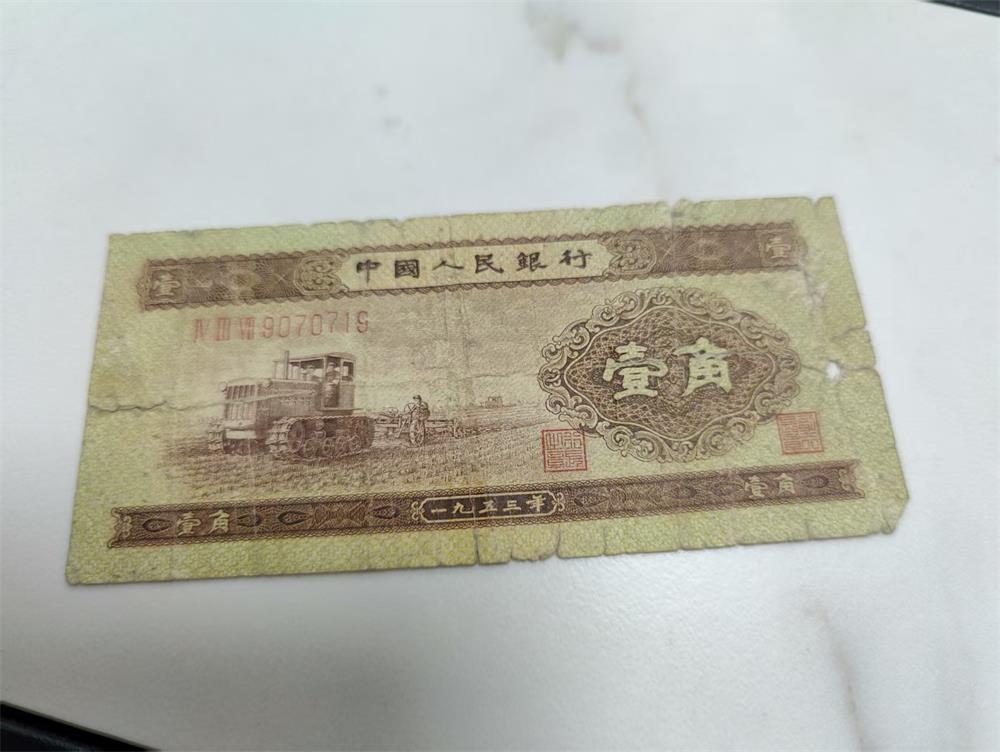 中國人民銀行
壹 壹
IV III VII 9070719
壹角
壹角 一九五三年 壹角